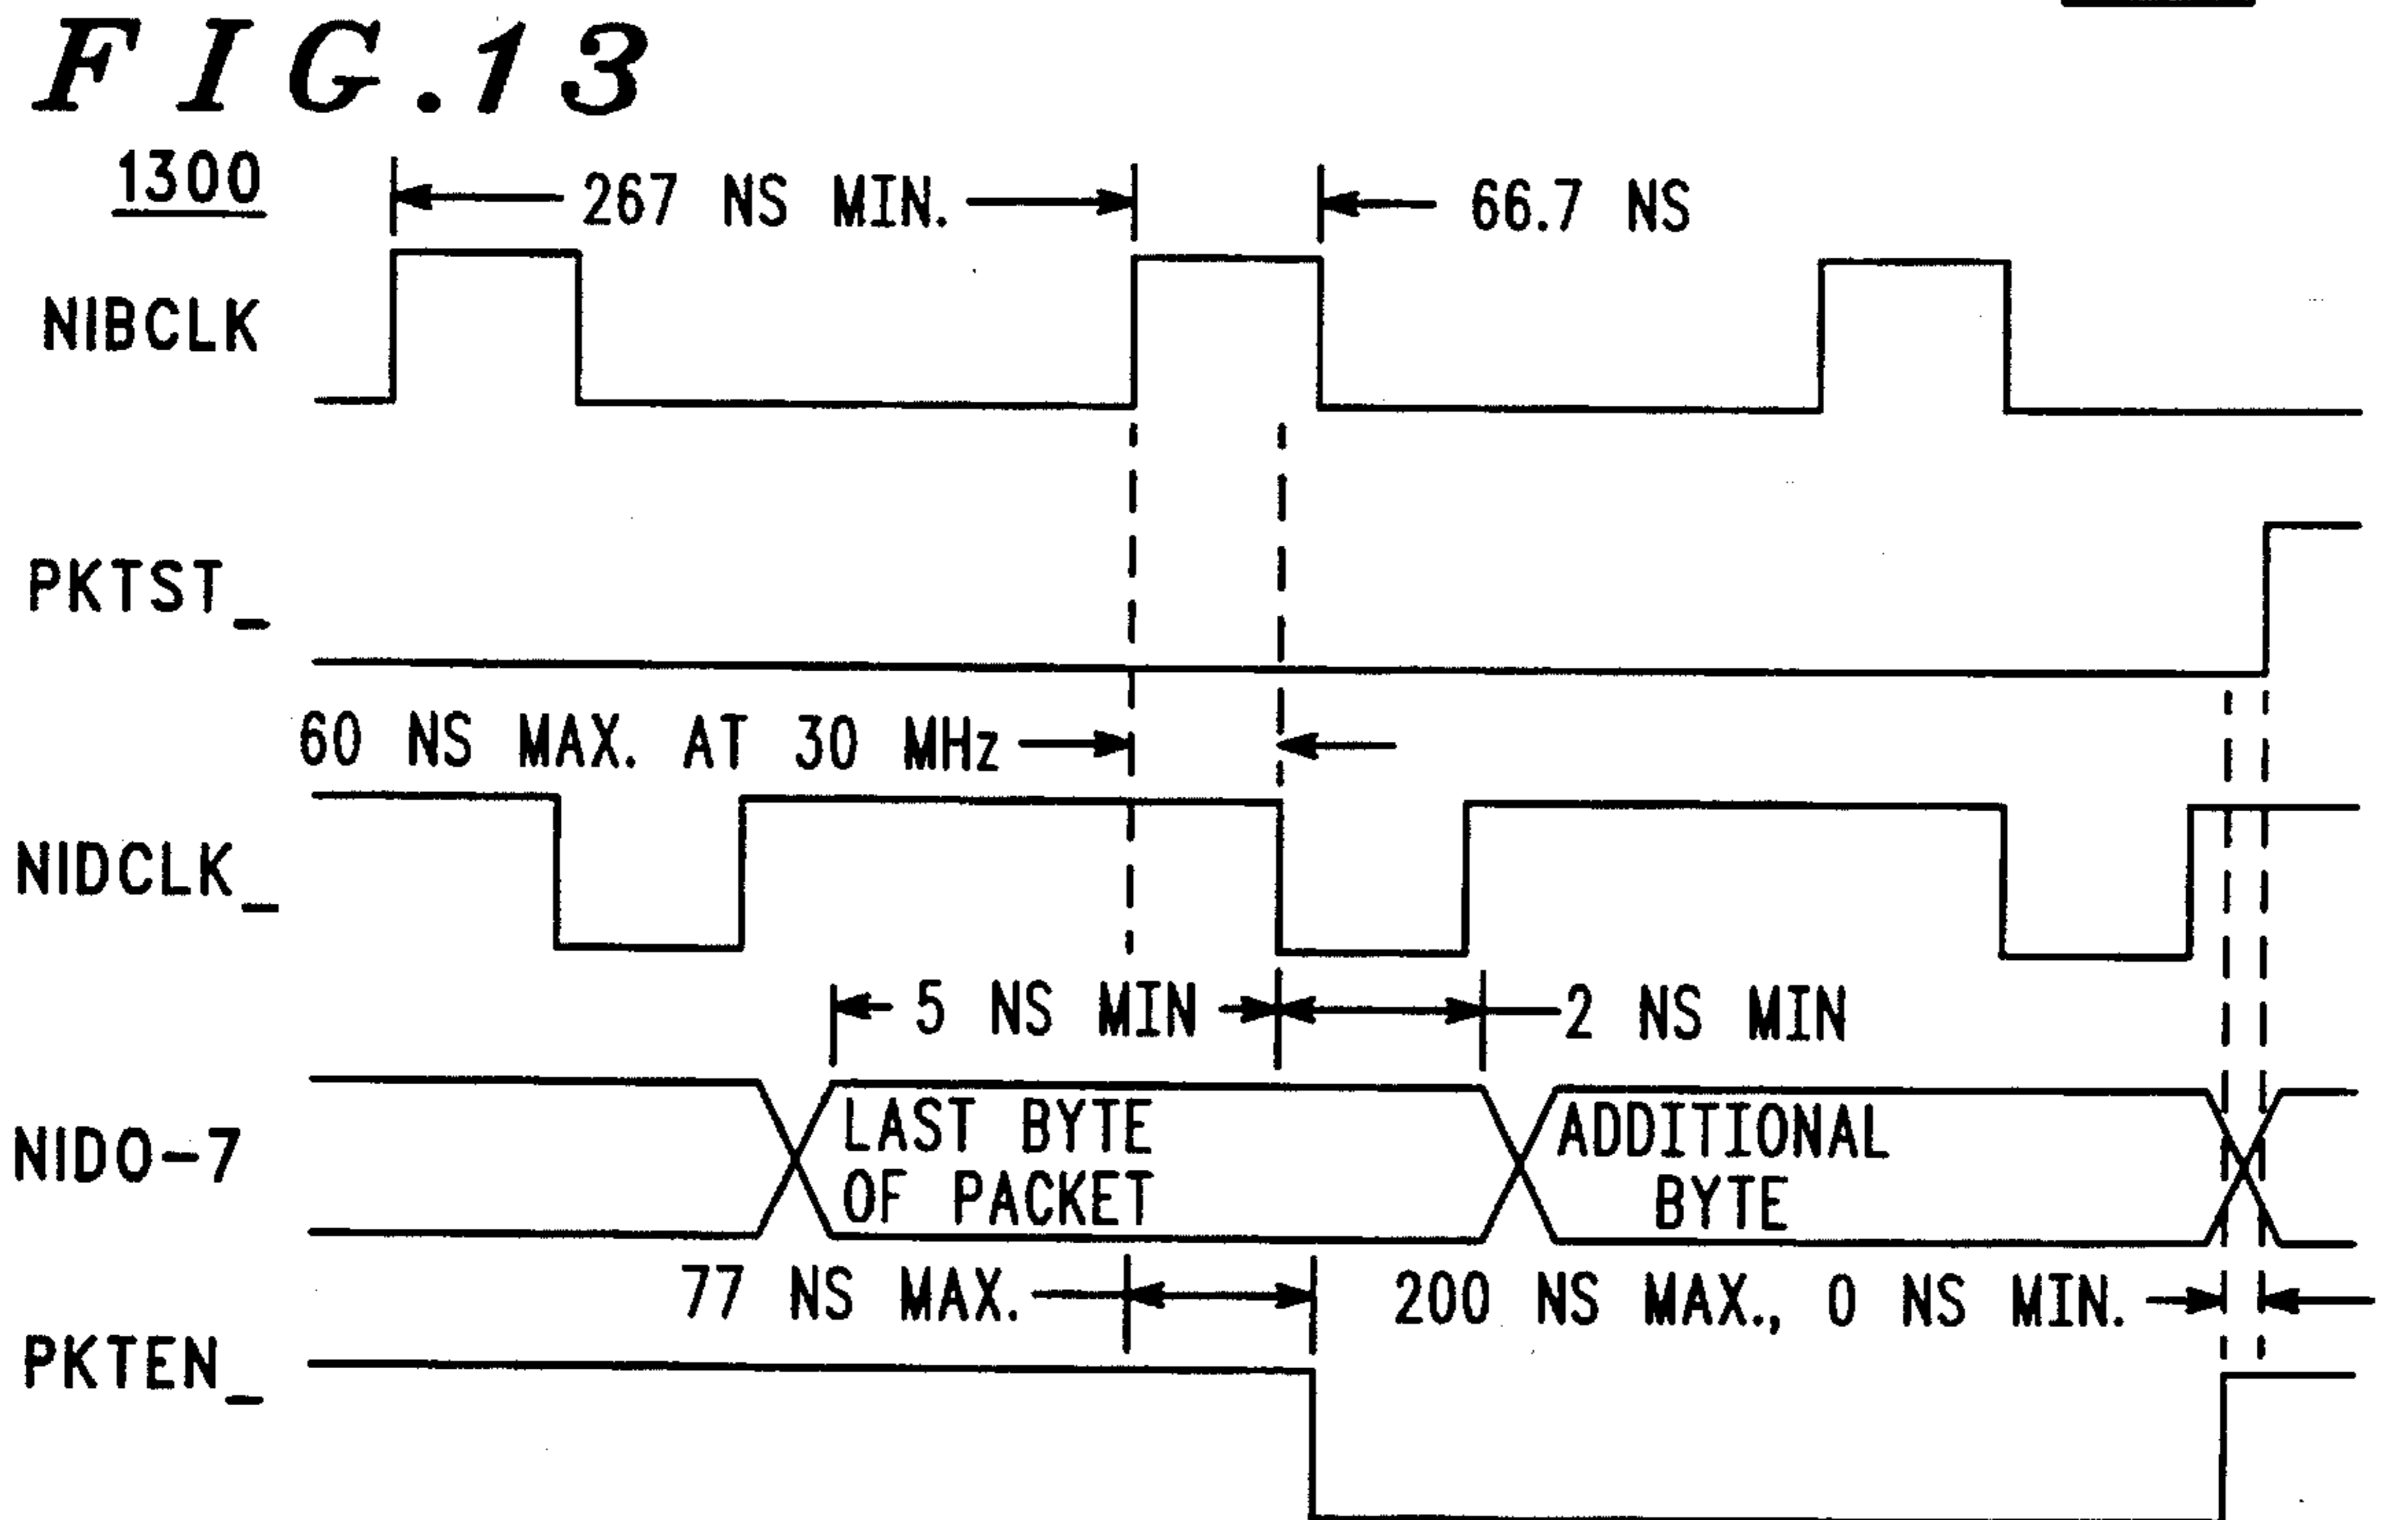 FIG.13
1300
267 NS MIN.
66.7 NS
NIBCLK
PKTST_
60 NS MAX. AT 30 MHz
NIDCLK_
5 NS MIN
2 NS MIN
NIDO-7
LAST BYTE
OF PACKET
ADDITIONAL
BYTE
77 NS MAX.
200 NS MAX., 0 NS MIN.
PKTEN_